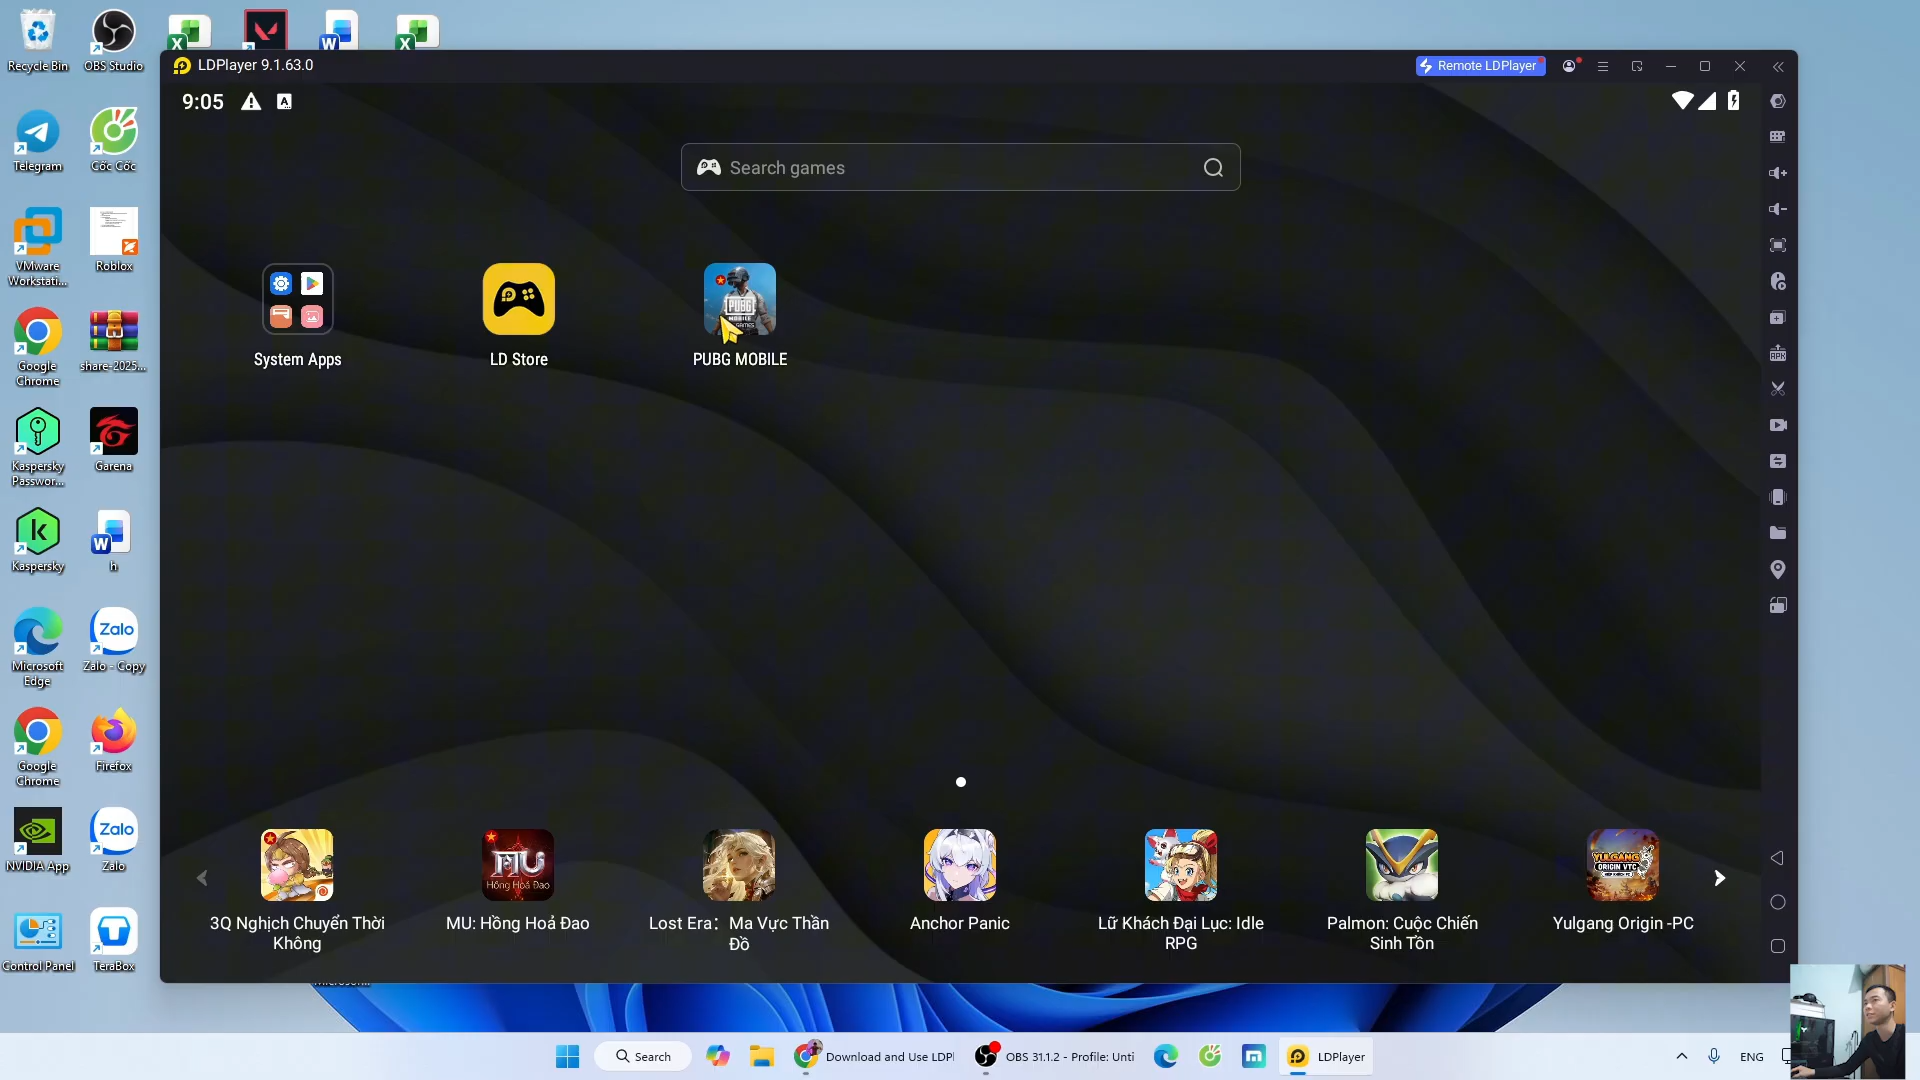 Recycle Bin
OBS Studio
LDPlayer 9.1.63.0
Remote LDPlayer
9:05
Search games
Telegram
Cốc Cốc
VMware
Workstati...
Roblox
System Apps
LD Store
PUBG MOBILE
Google
Chrome
share-2025...
Kaspersky
Passwor...
Garena
Kaspersky
h
Microsoft
Edge
Zalo
Zalo - Copy
Google
Chrome
Firefox
NVIDIA App
Zalo
Zalo
Control Panel
TeraBox
3Q Nghịch Chuyển Thời
Không
MU: Hồng Hoả Đao
Lost Era：Ma Vực Thần
Đồ
Anchor Panic
Lữ Khách Đại Lục: Idle
RPG
Palmon: Cuộc Chiến
Sinh Tồn
Yulgang Origin -PC
Search
Download and Use LDPl
OBS 31.1.2 - Profile: Unti
LDPlayer
ENG